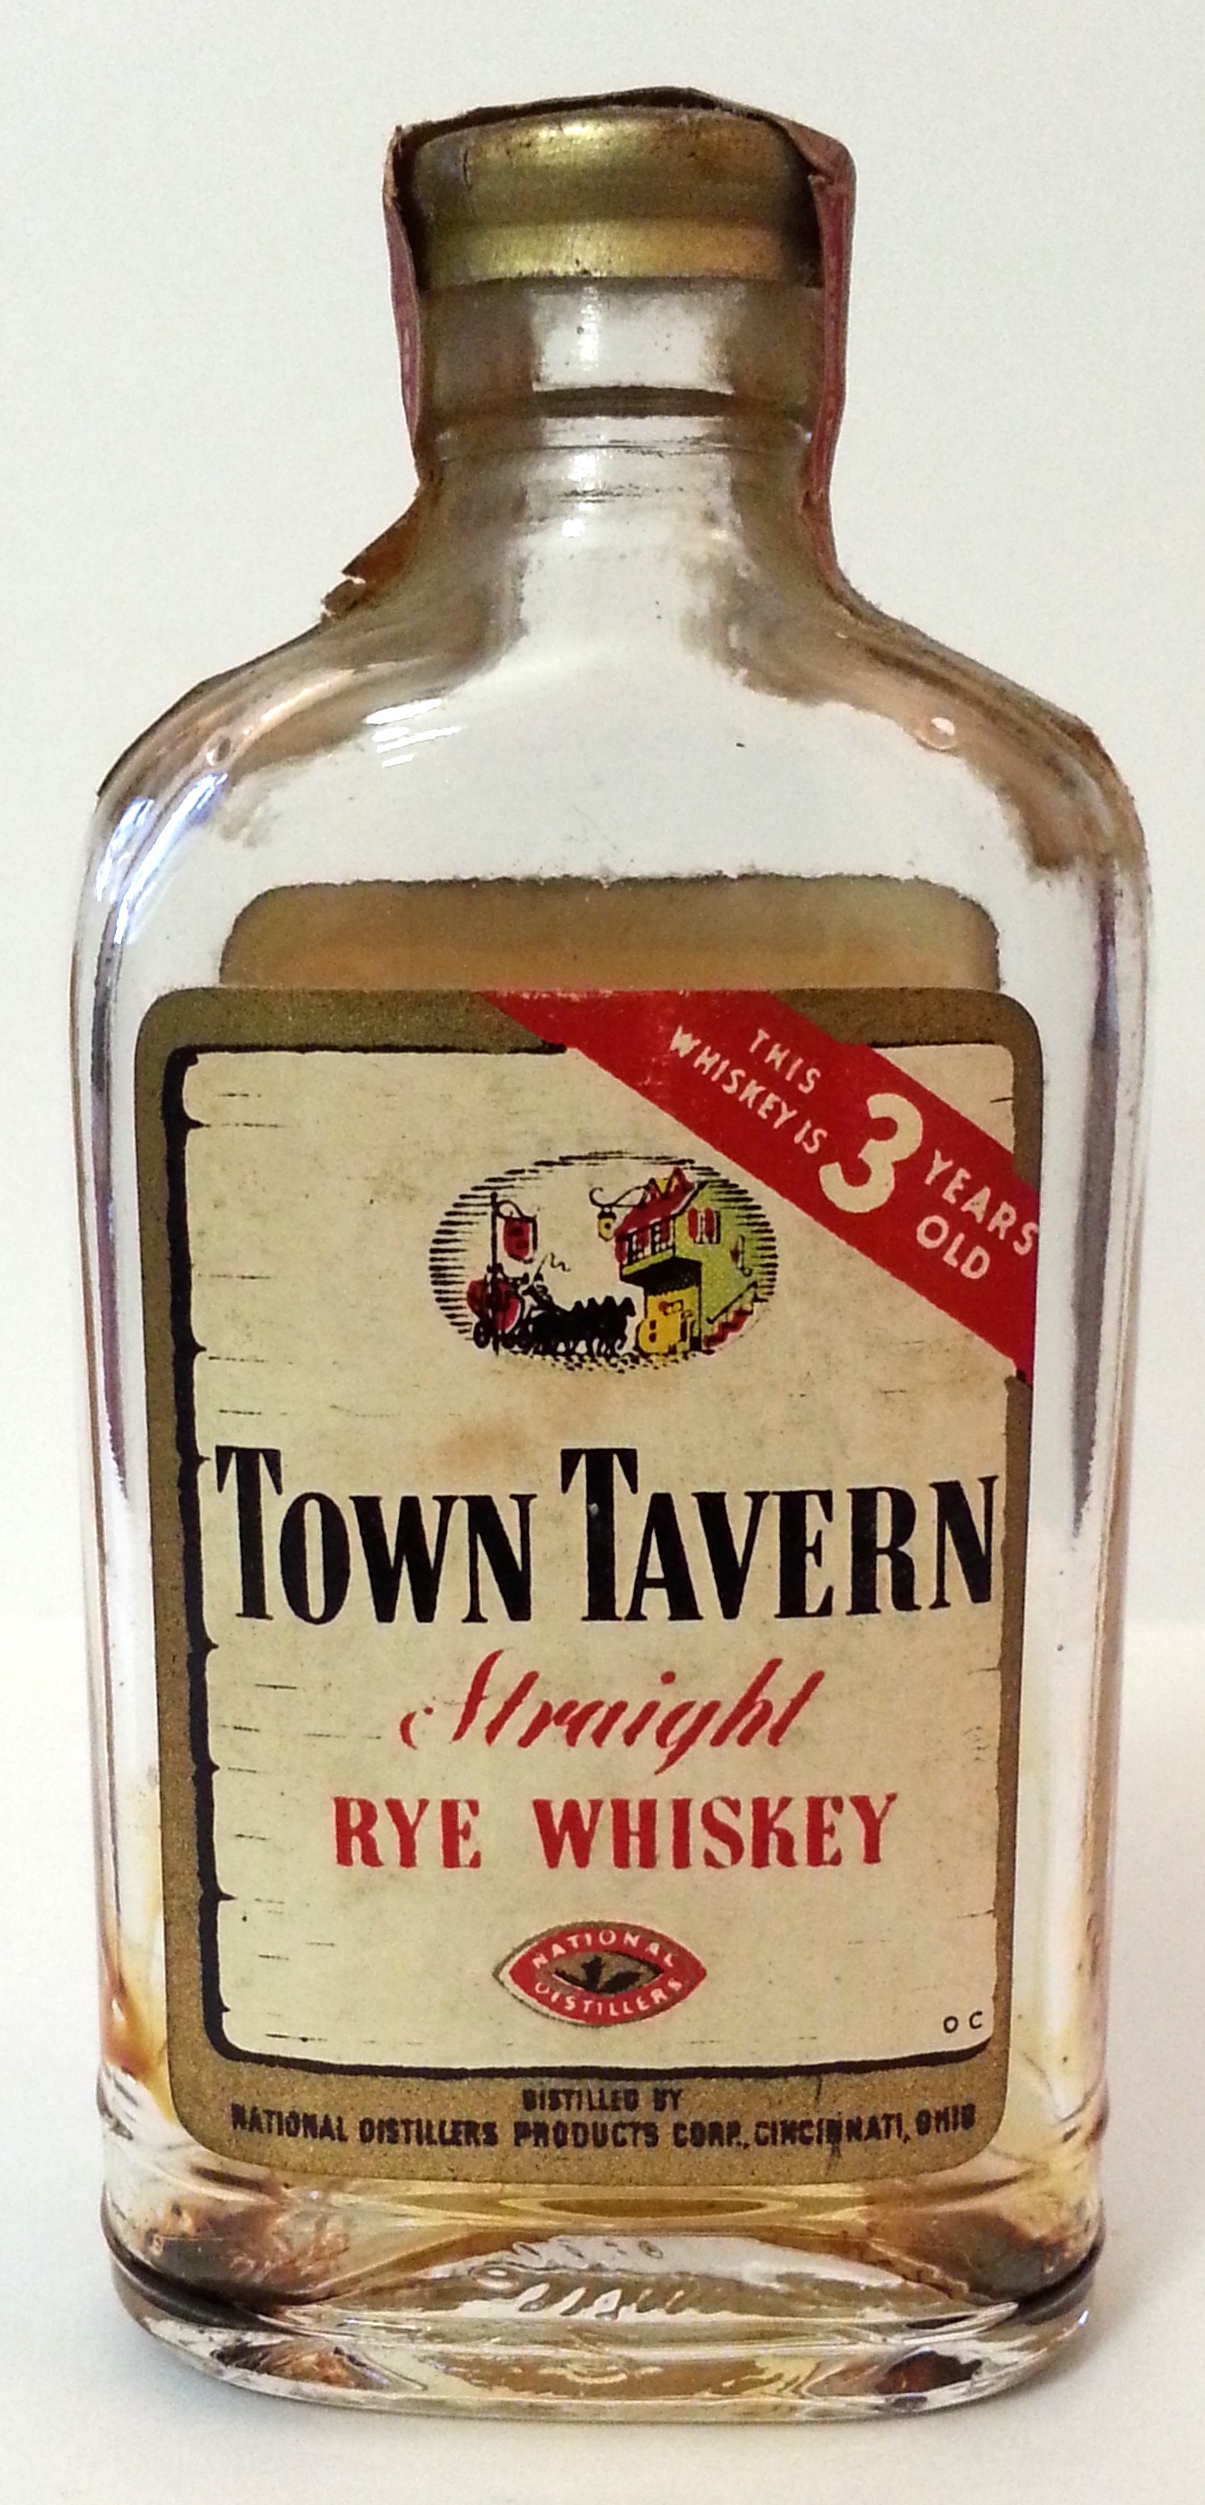 THIS
WHISKEY IS
3
YEARS
OLD
TOWN TAVERN
Straight
RYE WHISKEY
NATIONAL
DISTILLERS
O C
DISTILLED BY
NATIONAL DISTILLERS PRODUCTS CORP., CINCINNATI, OHIO